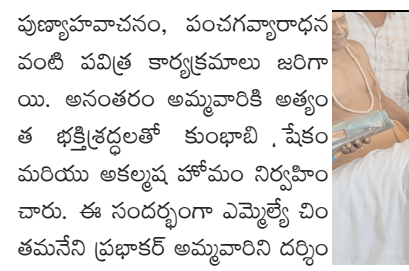 పుణ్యాహవాచనం, పంచగవ్యారాధన
వంటి పవిత్ర కార్యక్రమాలు జరిగా
యి. అనంతరం అమ్మవారికి అత్యం
త భక్తిశ్రద్ధలతో కుంభాబి .షేకం
మరియు అకల్మష హోమం నిర్వహిం
చారు. ఈ సందర్భంగా ఎమ్మెల్యే చిం
తమనేని ప్రభాకర్ అమ్మవారిని దర్శిం